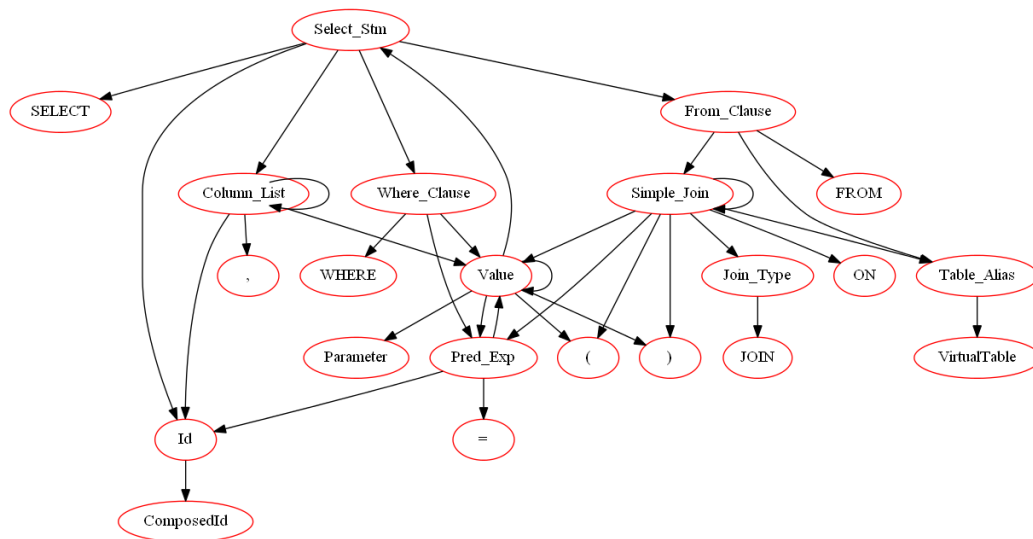 Select_Stm
SELECT
From_Clause
Column_List
Where_Clause
Simple_Join
FROM
,
WHERE
Value
Join_Type
ON
Table_Alias
Parameter
Pred_Exp
(
)
JOIN
VirtualTable
Id
=
ComposedId